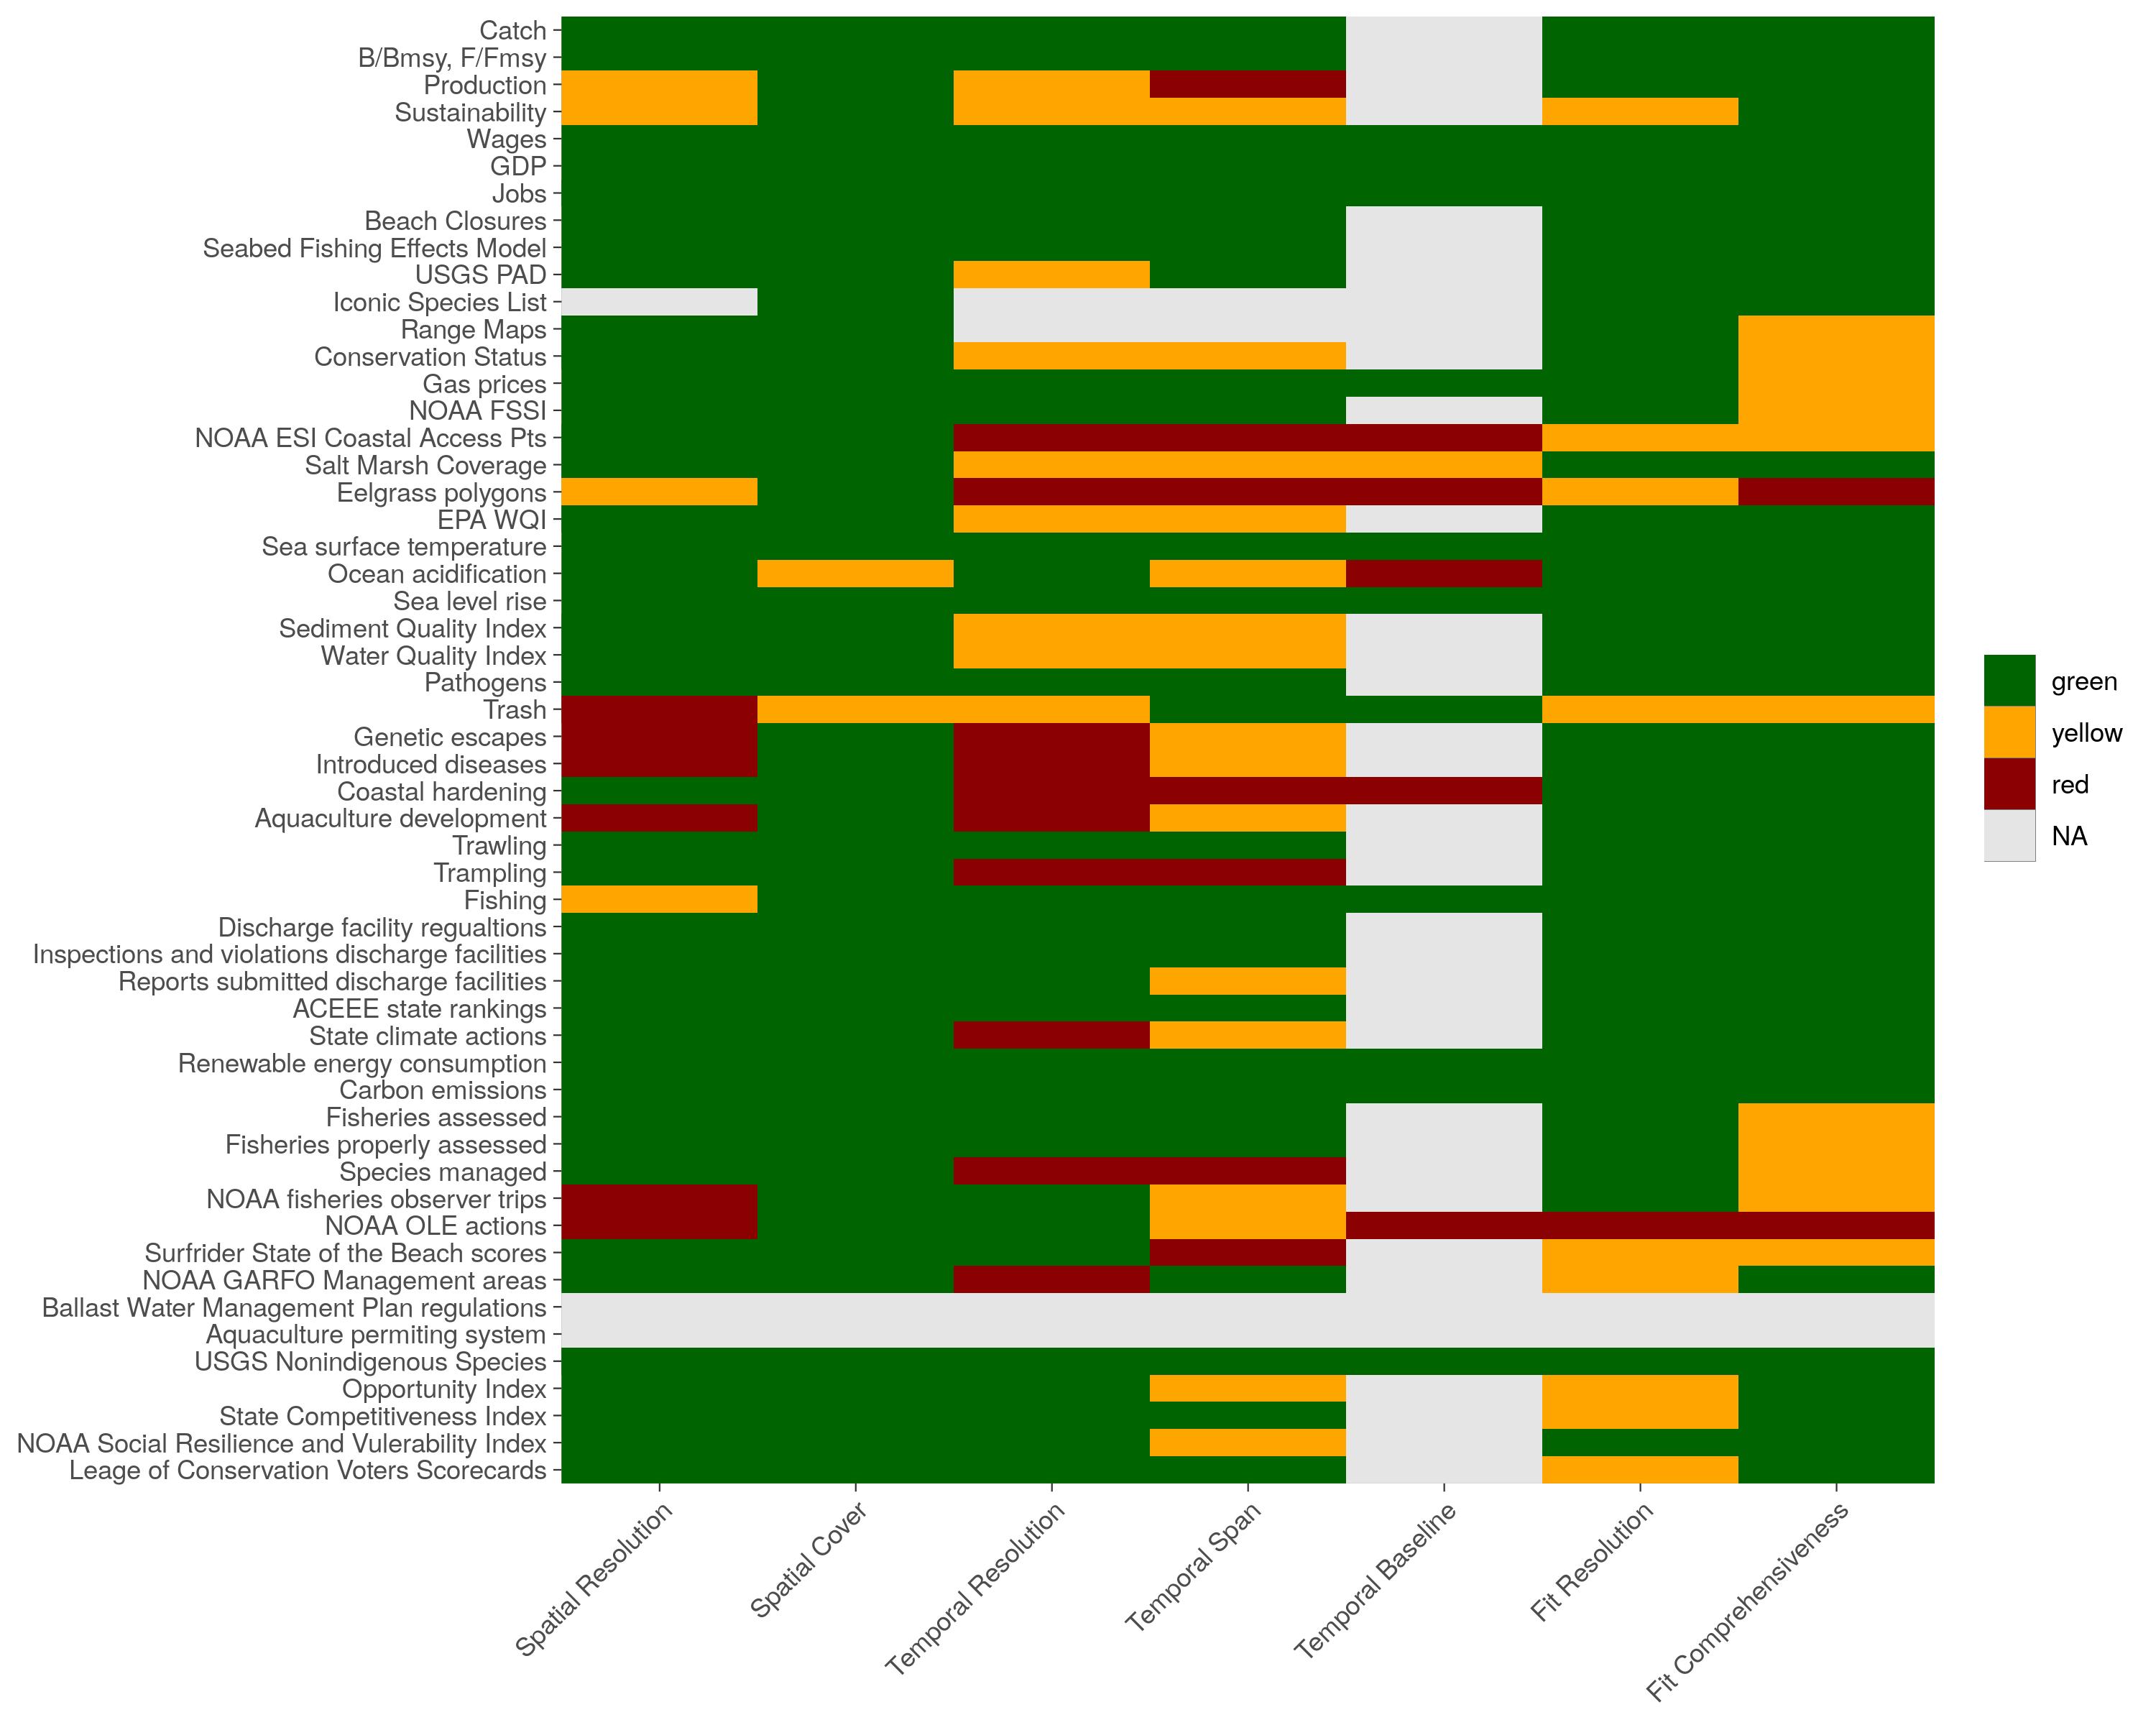 Catch
B/Bmsy, F/Fmsy
Production
Sustainability
Wages
GDP
Jobs
Beach Closures
Seabed Fishing Effects Model
USGS PAD
Iconic Species List
Range Maps
Conservation Status
Gas prices
NOAA FSSI
NOAA ESI Coastal Access Pts
Salt Marsh Coverage
Eelgrass polygons
EPA WQI
Sea surface temperature
Ocean acidification
Sea level rise
Sediment Quality Index
Water Quality Index
Pathogens
Trash
Genetic escapes
Introduced diseases
Coastal hardening
Aquaculture development
Trawling
Trampling
Fishing
Discharge facility regualtions
Inspections and violations discharge facilities
Reports submitted discharge facilities
ACEEE state rankings
State climate actions
Renewable energy consumption
Carbon emissions
Fisheries assessed
Fisheries properly assessed
Species managed
NOAA fisheries observer trips
NOAA OLE actions
Surfrider State of the Beach scores
NOAA GARFO Management areas
Ballast Water Management Plan regulations
Aquaculture permiting system
USGS Nonindigenous Species
Opportunity Index
State Competitiveness Index
NOAA Social Resilience and Vulerability Index
Leage of Conservation Voters Scorecards
Spatial Resolution
Spatial Cover
Temporal Resolution
Temporal Span
Temporal Baseline
Fit Resolution
Fit Comprehensiveness
green
yellow
red
NA